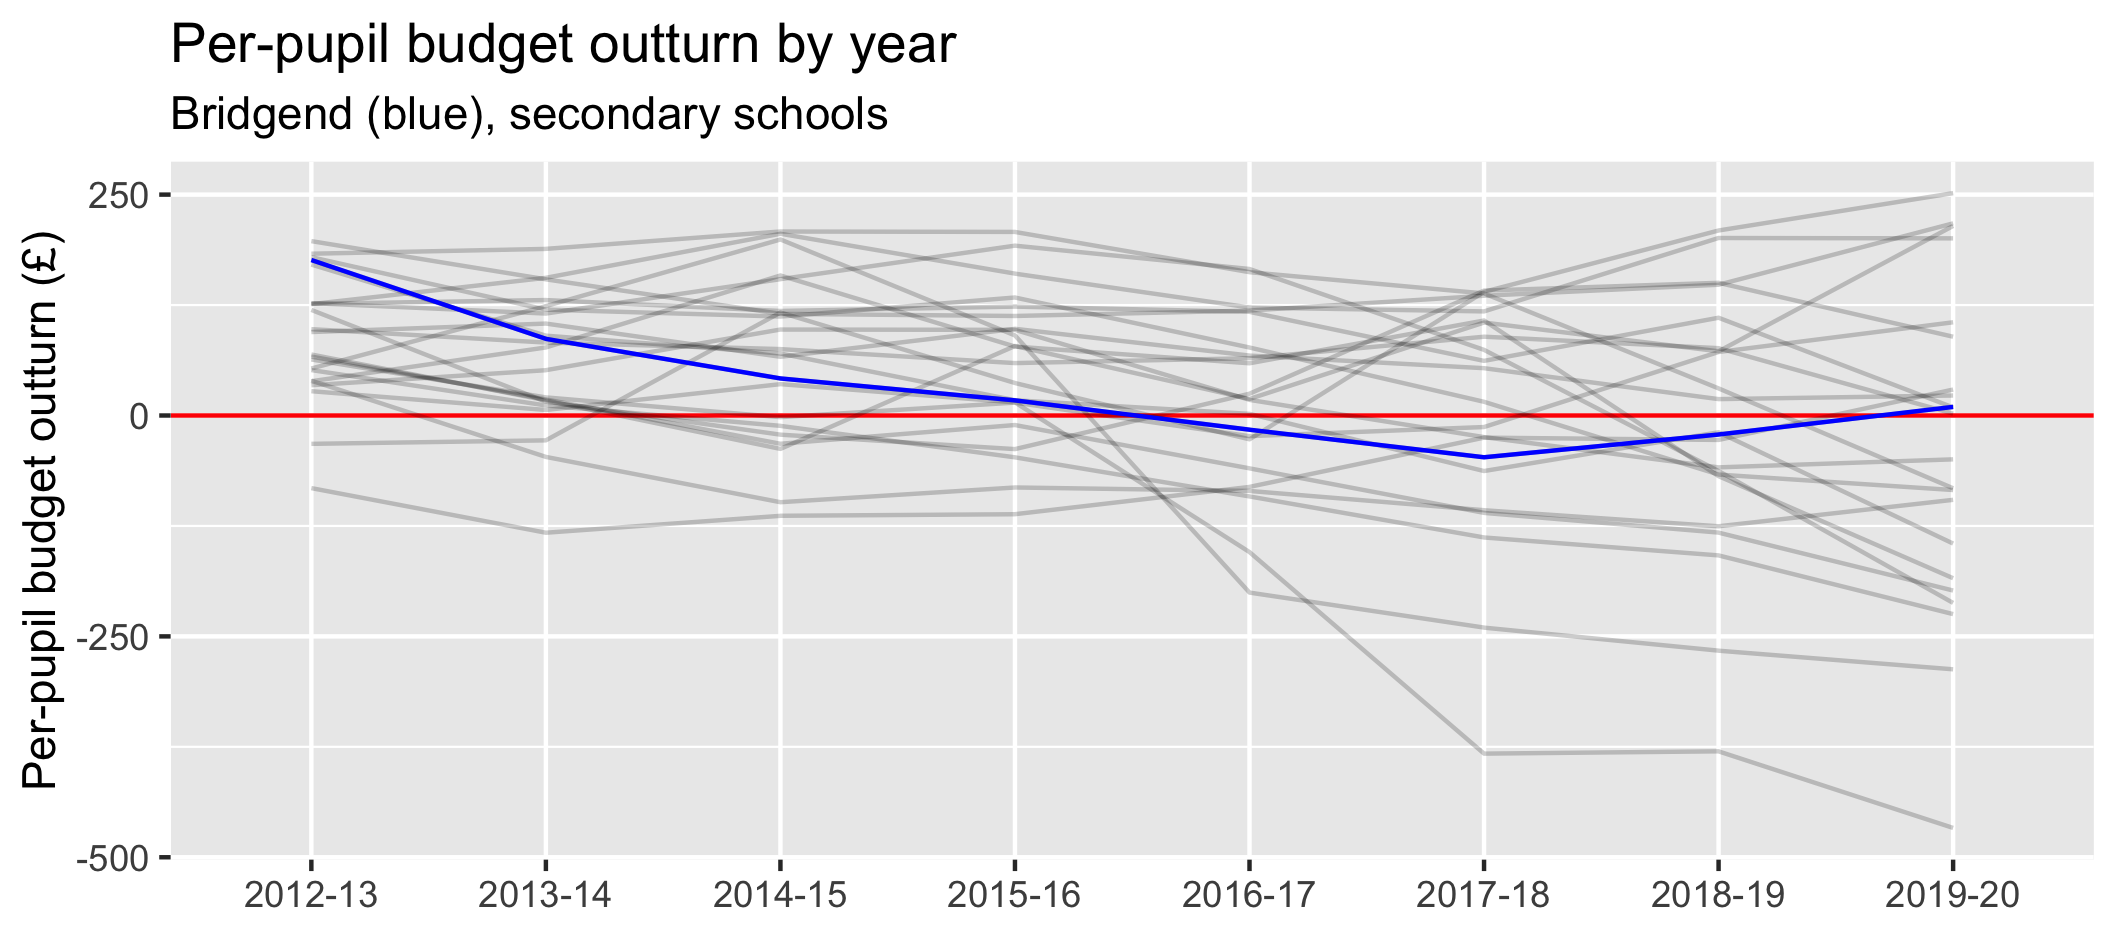 Per-pupil budget outturn by year
Bridgend (blue), secondary schools
Per-pupil budget outturn (£)
250
0
-250
-500
2012-13 2013-14 2014-15 2015-16 2016-17 2017-18 2018-19 2019-20